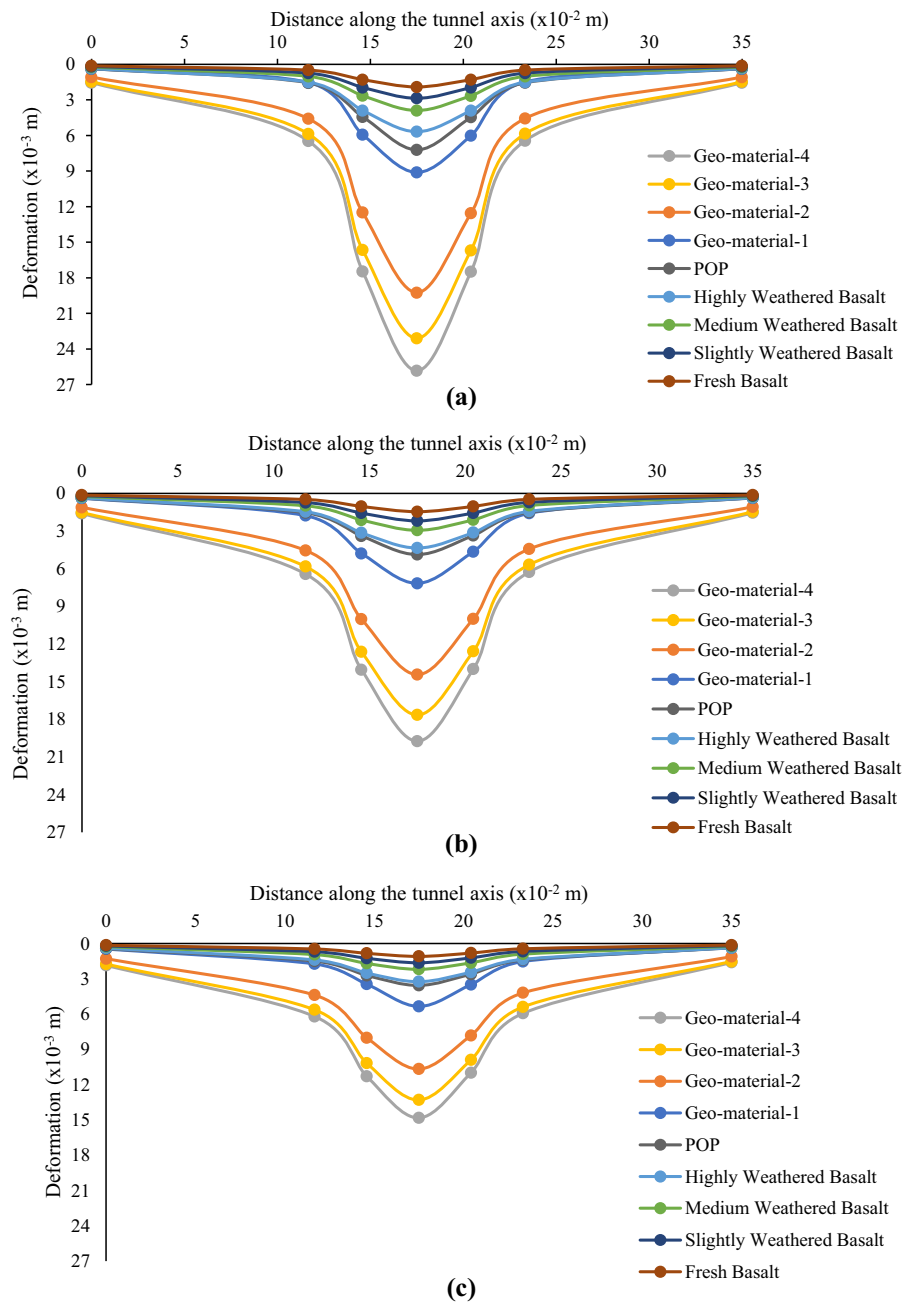 Distance along the tunnel axis (x10-2 m)
0 5 10 15 20 25 30 35
0
3
6
9
12
15
18
21
24
27
Deformation (x10-3 m)
Geo-material-4
Geo-material-3
Geo-material-2
Geo-material-1
POP
Highly Weathered Basalt
Medium Weathered Basalt
Slightly Weathered Basalt
Fresh Basalt
(a)
Distance along the tunnel axis (x10-2 m)
0 5 10 15 20 25 30 35
0
3
6
9
12
15
18
21
24
27
Deformation (x10-3 m)
Geo-material-4
Geo-material-3
Geo-material-2
Geo-material-1
POP
Highly Weathered Basalt
Medium Weathered Basalt
Slightly Weathered Basalt
Fresh Basalt
(b)
Distance along the tunnel axis (x10-2 m)
0 5 10 15 20 25 30 35
0
3
6
9
12
15
18
21
24
27
Deformation (x10-3 m)
Geo-material-4
Geo-material-3
Geo-material-2
Geo-material-1
POP
Highly Weathered Basalt
Medium Weathered Basalt
Slightly Weathered Basalt
Fresh Basalt
(c)